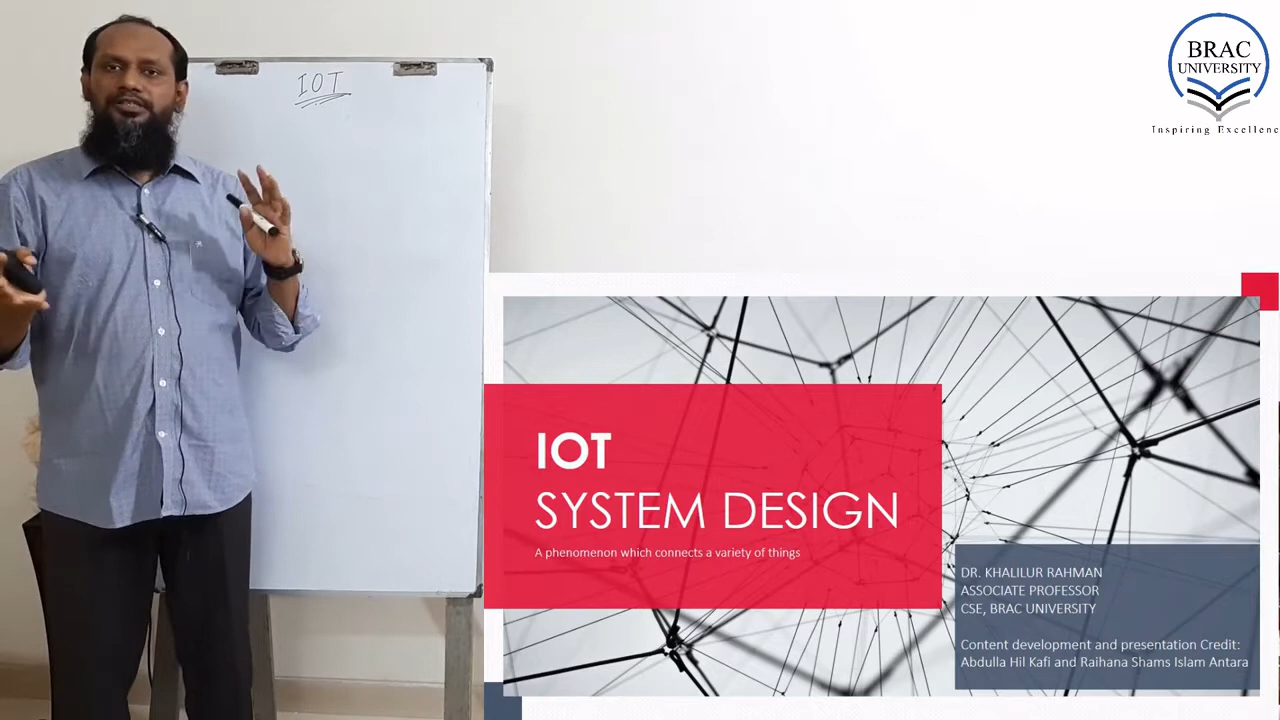 IOT
BRAC
UNIVERSITY
Inspiring Excellenc
IOT
SYSTEM DESIGN
A phenomenon which connects a variety of things
DR. KHALILUR RAHMAN
ASSOCIATE PROFESSOR
CSE, BRAC UNIVERSITY
Content development and presentation Credit:
Abdulla Hil Kafi and Raihana Shams Islam Antara